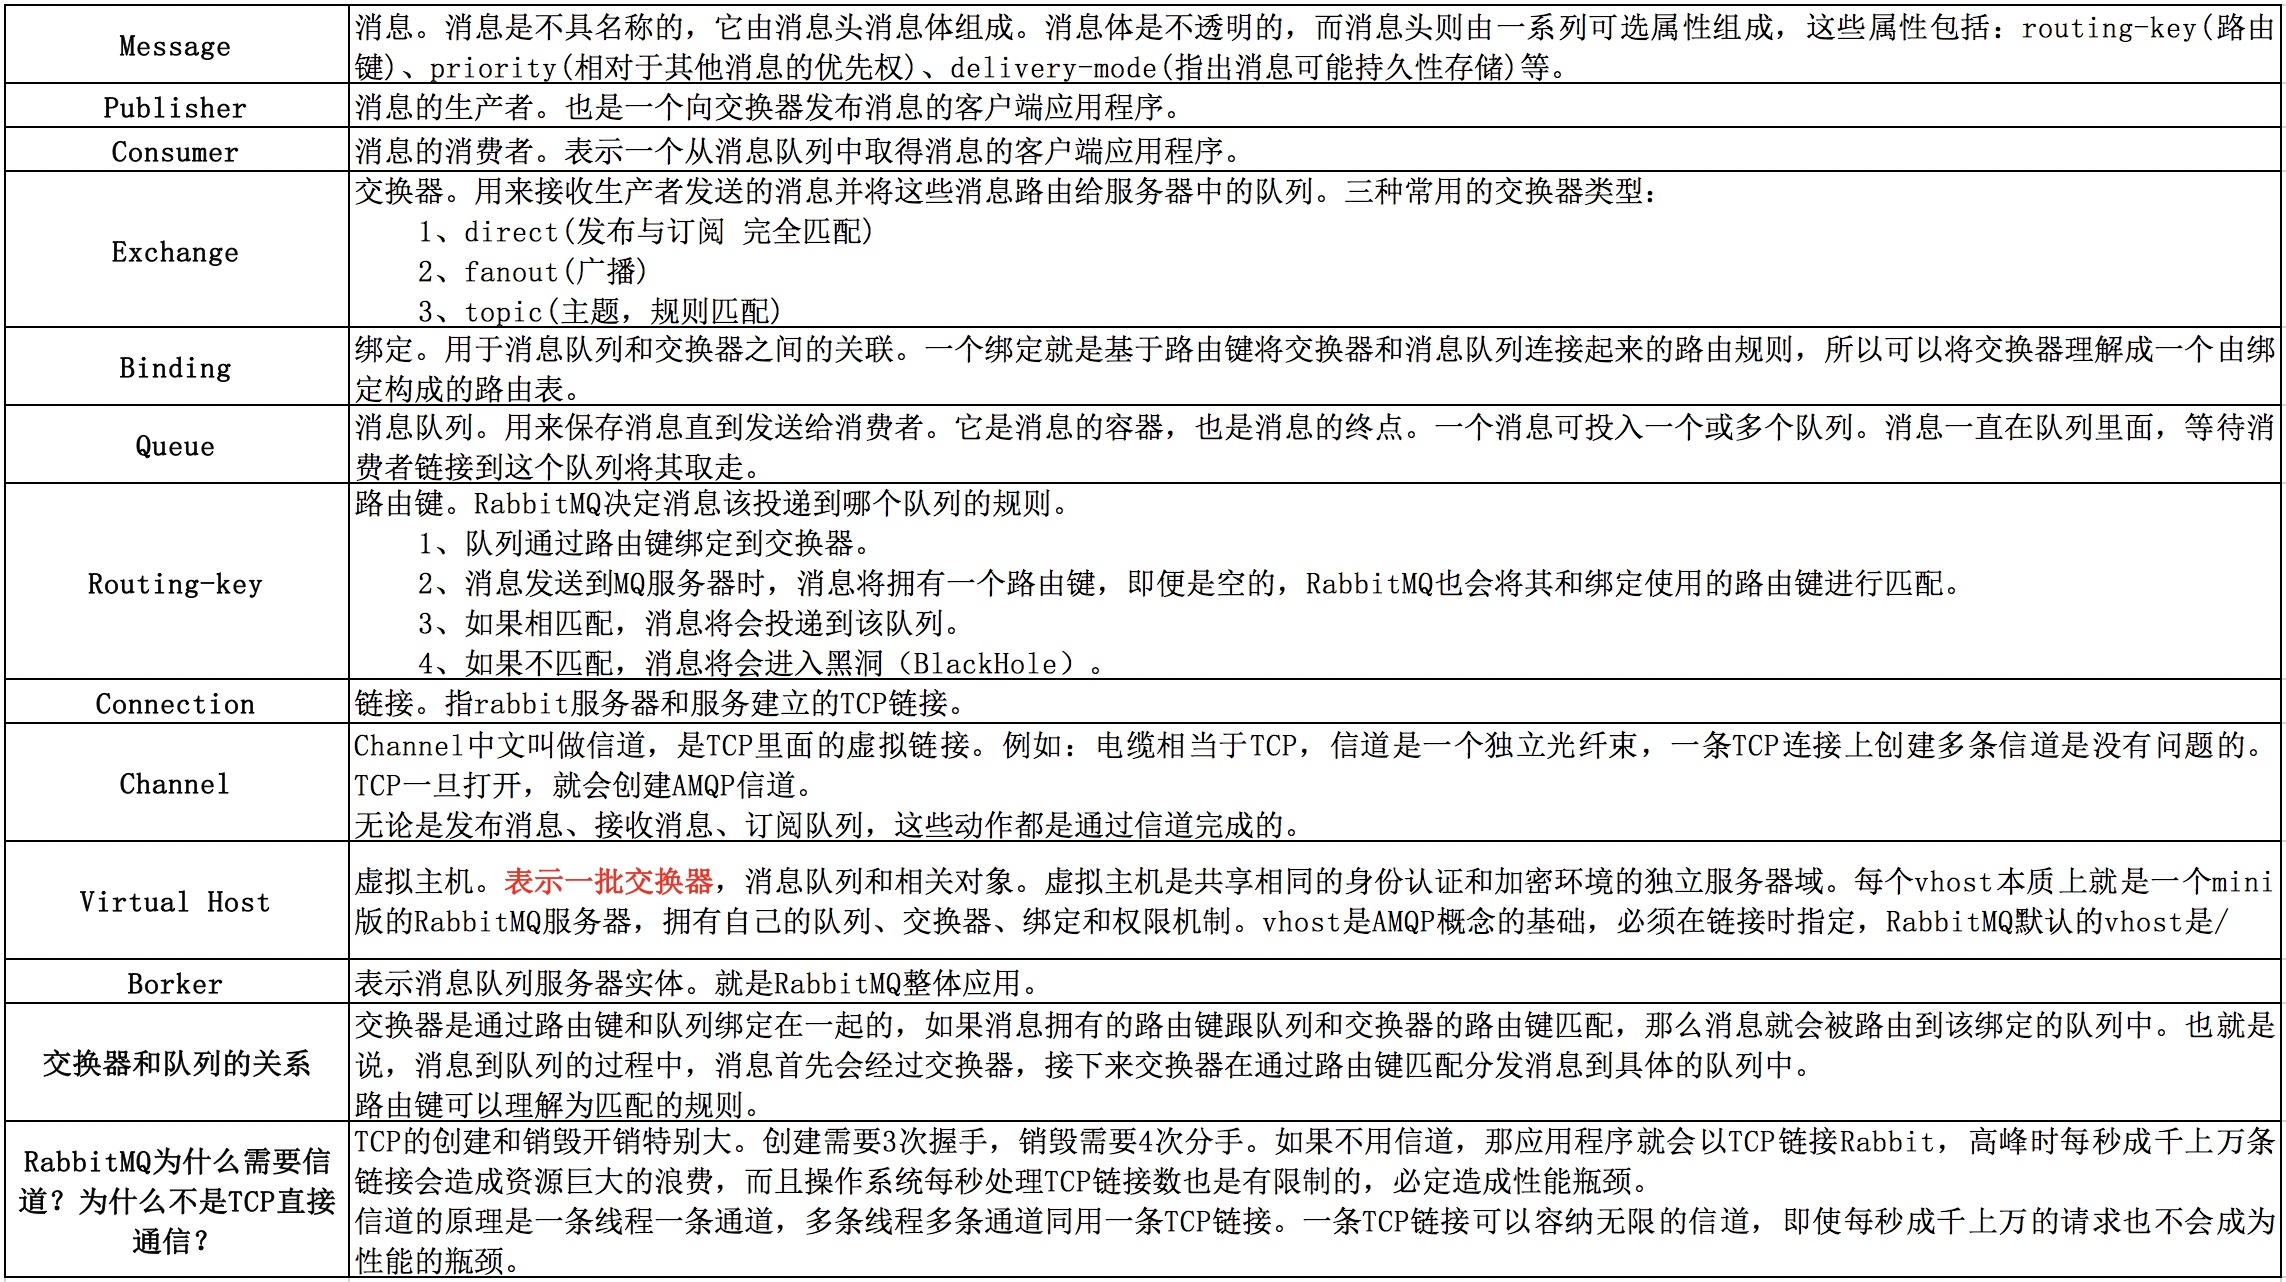 Message
消息。消息是不具名称的，它由消息头消息体组成。消息体是不透明的，而消息头则由一系列可选属性组成，这些属性包括：routing-key(路由
键)、priority(相对于其他消息的优先权)、delivery-mode(指出消息可能持久性存储)等。
Publisher
消息的生产者。也是一个向交换器发布消息的客户端应用程序。
Consumer
消息的消费者。表示一个从消息队列中取得消息的客户端应用程序。
Exchange
交换器。用来接收生产者发送的消息并将这些消息路由给服务器中的队列。三种常用的交换器类型：
1、direct(发布与订阅 完全匹配)
2、fanout(广播)
3、topic(主题，规则匹配)
Binding
绑定。用于消息队列和交换器之间的关联。一个绑定就是基于路由键将交换器和消息队列连接起来的路由规则，所以可以将交换器理解成一个由绑
定构成的路由表。
Queue
消息队列。用来保存消息直到发送给消费者。它是消息的容器，也是消息的终点。一个消息可投入一个或多个队列。消息一直在队列里面，等待消
费者链接到这个队列将其取走。
Routing-key
路由键。RabbitMQ决定消息该投递到哪个队列的规则。
1、队列通过路由键绑定到交换器。
2、消息发送到MQ服务器时，消息将拥有一个路由键，即便是空的，RabbitMQ也会将其和绑定使用的路由键进行匹配。
3、如果相匹配，消息将会投递到该队列。
4、如果不匹配，消息将会进入黑洞（BlackHole）。
Connection
链接。指rabbit服务器和服务建立的TCP链接。
Channel
Channel中文叫做信道，是TCP里面的虚拟链接。例如：电缆相当于TCP，信道是一个独立光纤束，一条TCP连接上创建多条信道是没有问题的。
TCP一旦打开，就会创建AMQP信道。
无论是发布消息、接收消息、订阅队列，这些动作都是通过信道完成的。
Virtual Host
虚拟主机。表示一批交换器，消息队列和相关对象。虚拟主机是共享相同的身份认证和加密环境的独立服务器域。每个vhost本质上就是一个mini
版的RabbitMQ服务器，拥有自己的队列、交换器、绑定和权限机制。vhost是AMQP概念的基础，必须在链接时指定，RabbitMQ默认的vhost是/
Borker
表示消息队列服务器实体。就是RabbitMQ整体应用。
交换器和队列的关系
交换器是通过路由键和队列绑定在一起的，如果消息拥有的路由键跟队列和交换器的路由键匹配，那么消息就会被路由到该绑定的队列中。也就是
说，消息到队列的过程中，消息首先会经过交换器，接下来交换器在通过路由键匹配分发消息到具体的队列中。
路由键可以理解为匹配的规则。
RabbitMQ为什么需要信
道？为什么不是TCP直接
通信？
TCP的创建和销毁开销特别大。创建需要3次握手，销毁需要4次分手。如果不用信道，那应用程序就会以TCP链接Rabbit，高峰时每秒成千上万条
链接会造成资源巨大的浪费，而且操作系统每秒处理TCP链接数也是有限制的，必定造成性能瓶颈。
信道的原理是一条线程一条通道，多条线程多条通道同用一条TCP链接。一条TCP链接可以容纳无限的信道，即使每秒成千上万的请求也不会成为
性能的瓶颈。